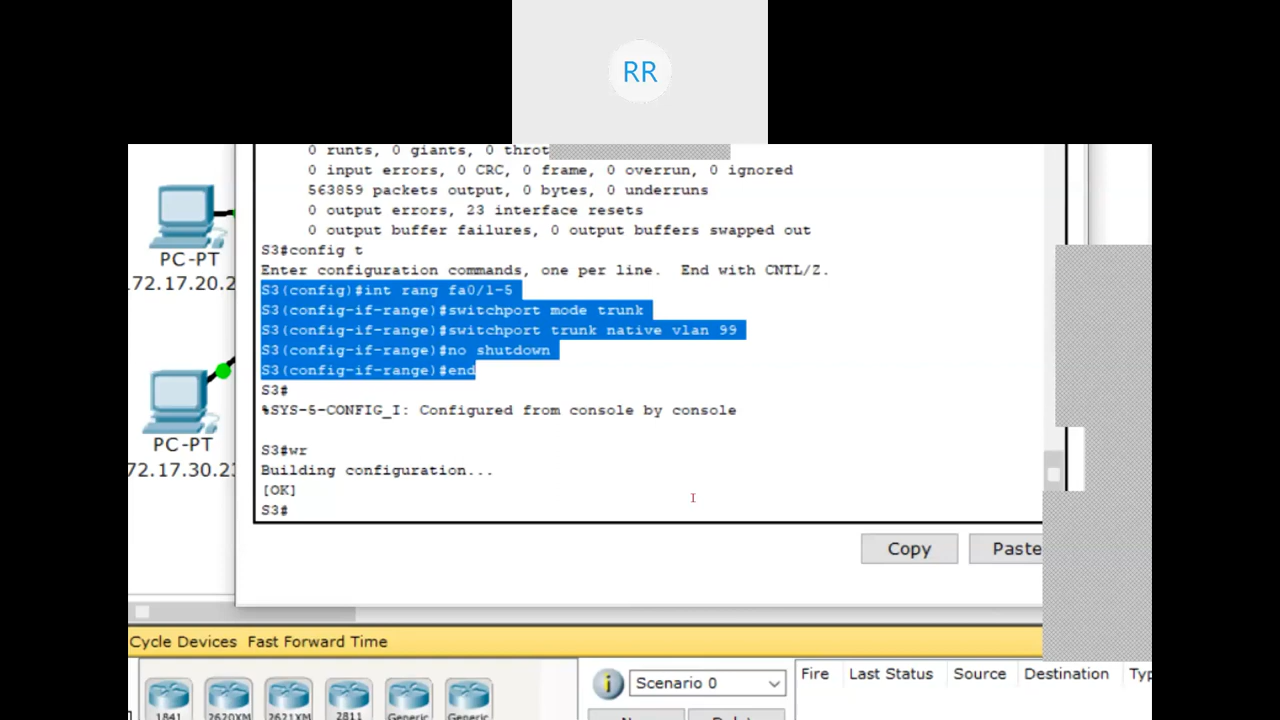 RR
0 runts, 0 giants, 0 throt
0 input errors, 0 CRC, 0 frame, 0 overrun, 0 ignored
563859 packets output, 0 bytes, 0 underruns
0 output errors, 23 interface resets
0 output buffer failures, 0 output buffers swapped out
S3#config t
Enter configuration commands, one per line.  End with CNTL/Z.
S3(config)#int rang fa0/1-5
S3(config-if-range)#switchport mode trunk
S3(config-if-range)#switchport trunk native vlan 99
S3(config-if-range)#no shutdown
S3(config-if-range)#end
S3#
%SYS-5-CONFIG_I: Configured from console by console
S3#wr
Building configuration...
[OK]
S3#
PC-PT
72.17.20.2
PC-PT
72.17.30.23
Copy
Paste
Cycle Devices Fast Forward Time
1841
2620XM
2621XM
2811
Generic
Generic
Scenario 0
Fire
Last Status
Source
Destination
Typ